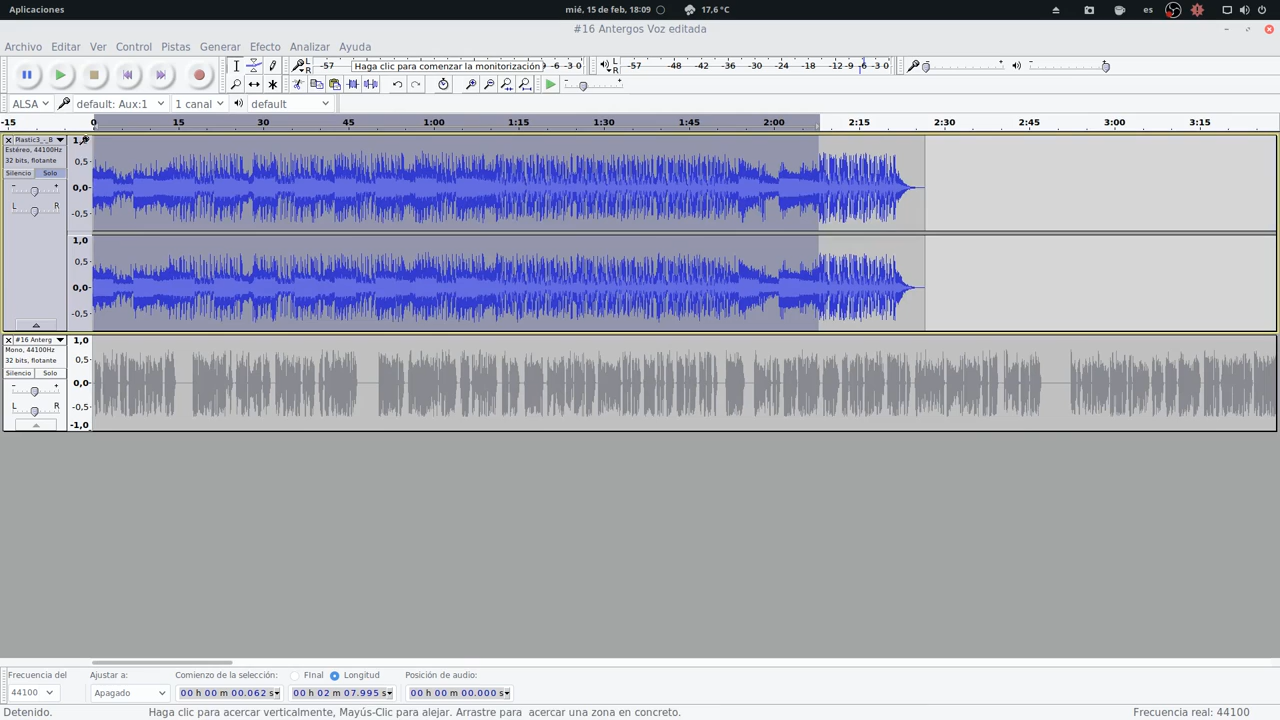 Aplicaciones mié, 15 de feb, 18:09 17,6 °C es
#16 Antergos Voz editada
Archivo Editar Ver Control Pistas Generar Efecto Analizar Ayuda
L R -57 Haga clic para comenzar la monitorización -6 -3 0 L R -57 -48 -42 -36 -30 -24 -18 -12 -9 -6 -3 0
ALSA default: Aux:1 1 canal default
-15 0 15 30 45 1:00 1:15 1:30 1:45 2:00 2:15 2:30 2:45 3:00 3:15
Plastic3_-_B
Estéreo, 44100Hz
32 bits, flotante
Silencio Solo
- +
L R
1,0
0,5
0,0
-0,5
1,0
0,5
0,0
-0,5
#16 Anterg
Mono, 44100Hz
32 bits, flotante
Silencio Solo
- +
L R
1,0
0,5
0,0
-0,5
-1,0
Frecuencia del Ajustar a: Comienzo de la selección: FInal Longitud Posición de audio:
44100 Apagado 00 h 00 m 00.062 s 00 h 02 m 07.995 s 00 h 00 m 00.000 s
Detenido. Haga clic para acercar verticalmente, Mayús-Clic para alejar. Arrastre para acercar una zona en concreto. Frecuencia real: 44100